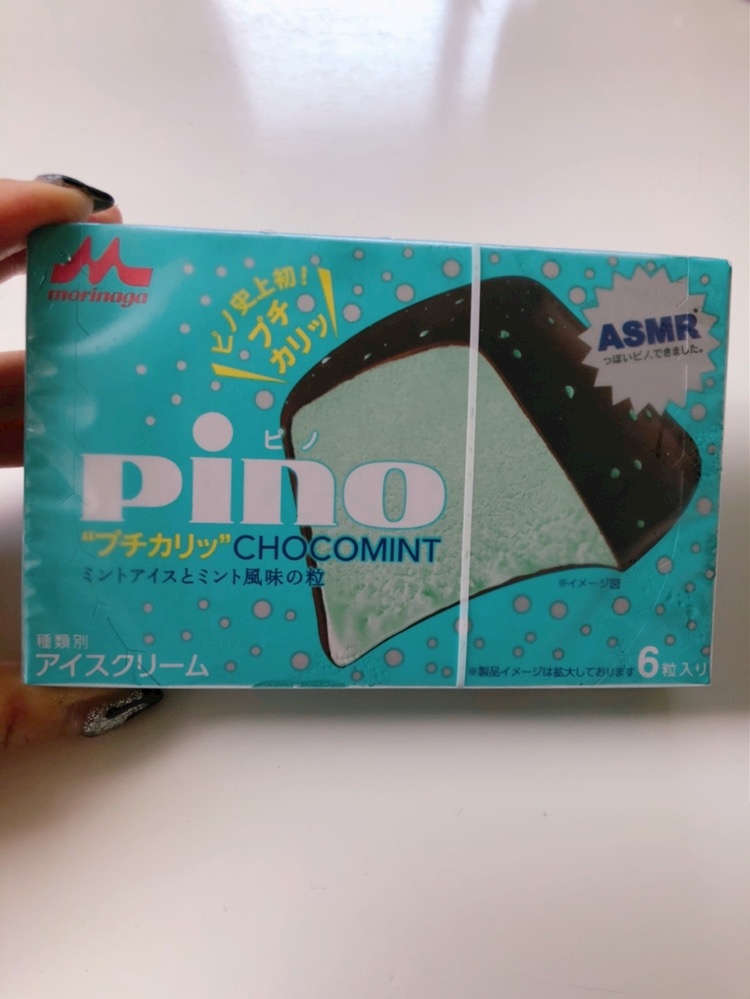 morinaga
ピノ史上初!
プチ
カリッ
ASMR
っぽいピノ、できました。
ピノ
pino
“プチカリッ”CHOCOMINT
ミントアイスとミント風味の粒
※イメージ図
種類別
アイスクリーム
※製品イメージは拡大しております
6粒入り